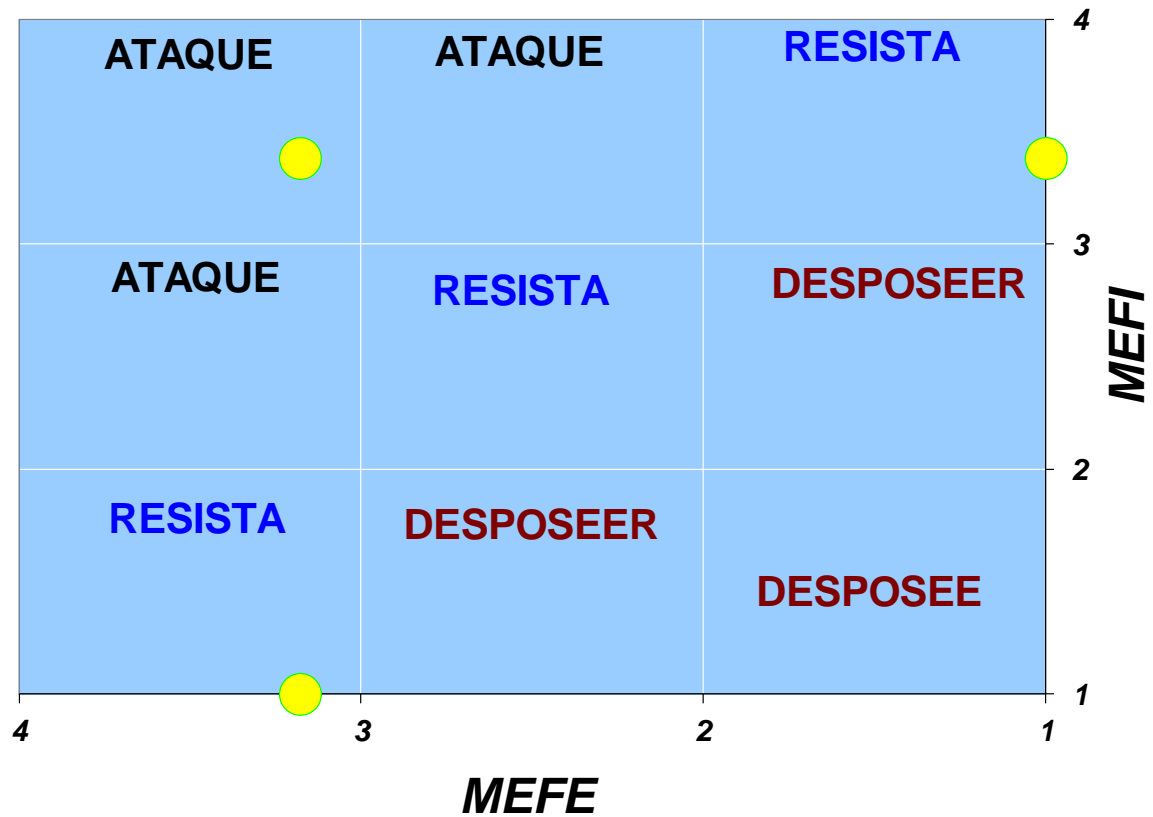 ATAQUE ATAQUE RESISTA 4
3
ATAQUE RESISTA DESPOSEER
MEFI
2
RESISTA DESPOSEER
DESPOSEE
1
4 3 2 1
MEFE